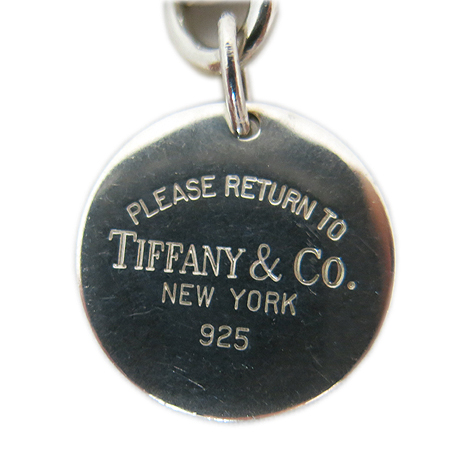 PLEASE RETURN TO
TIFFANY & CO.
NEW YORK
925